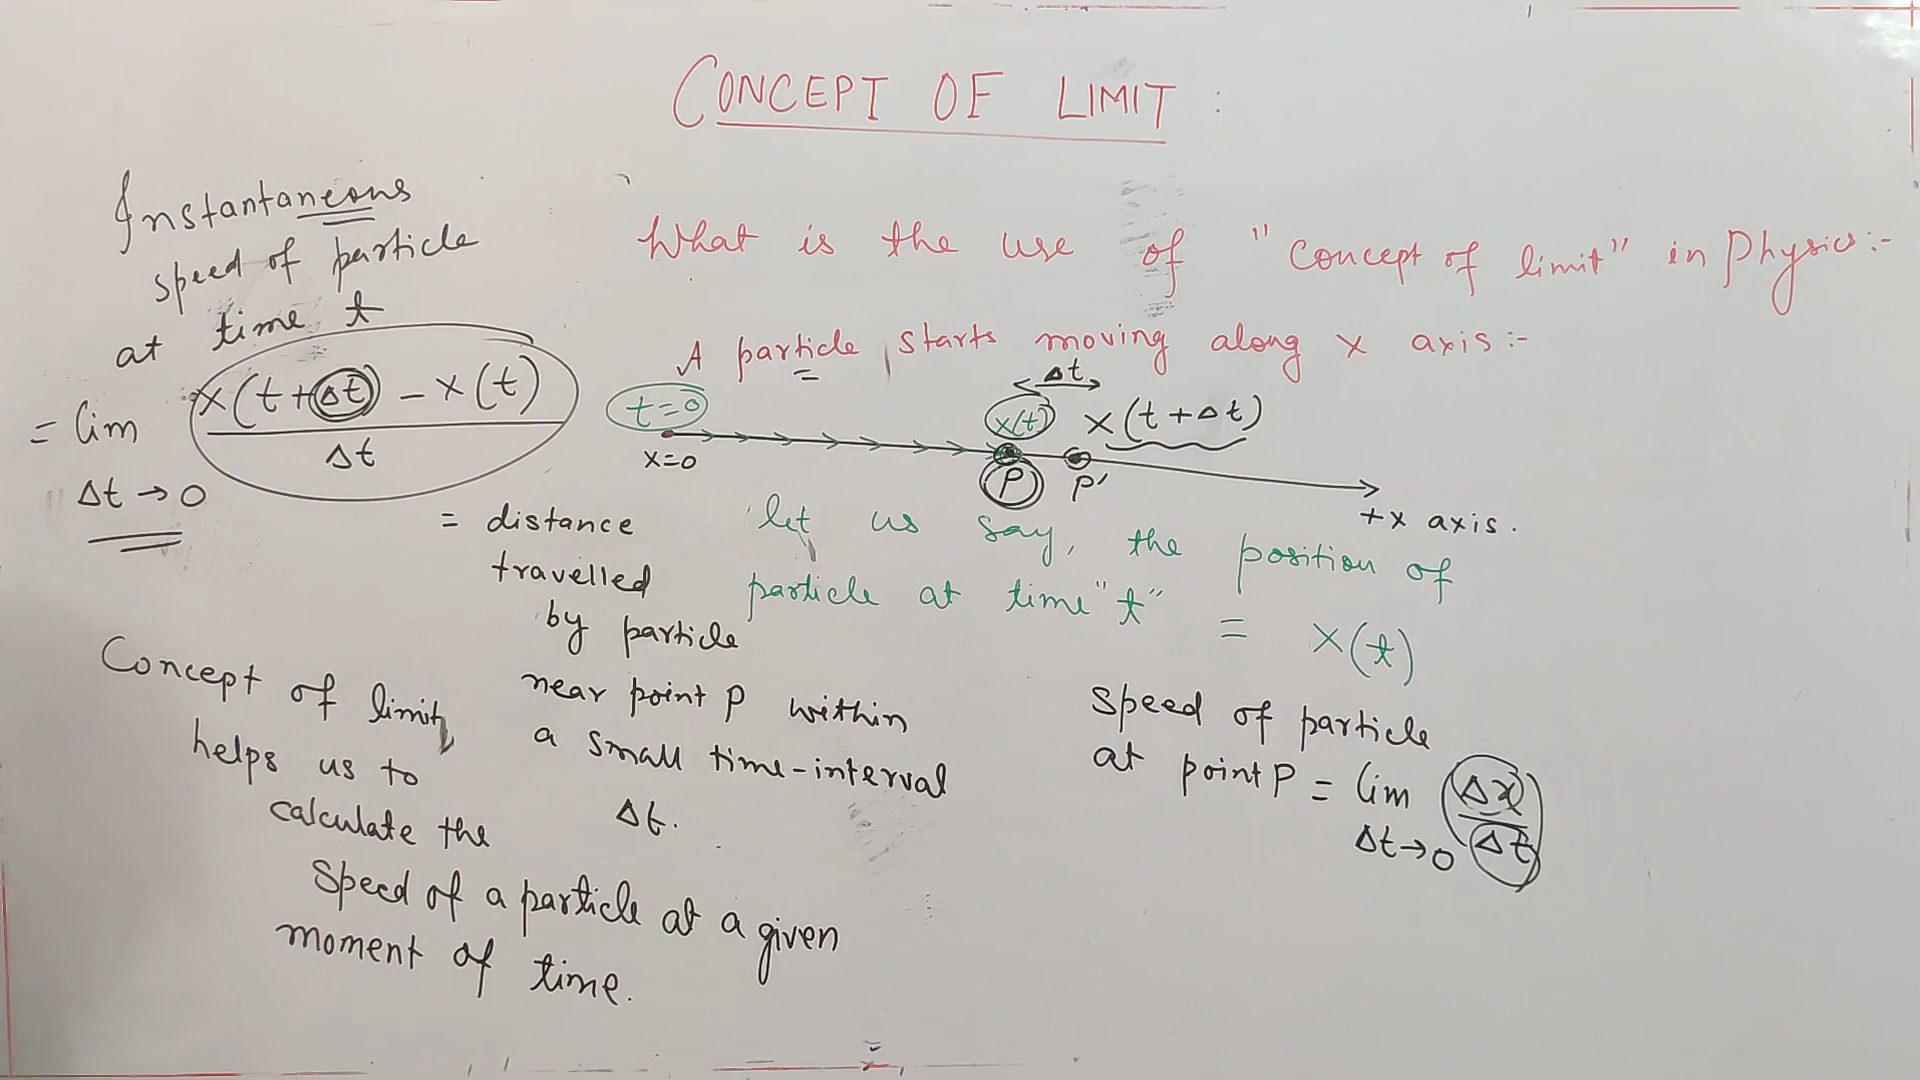 CONCEPT OF LIMIT :
What is the use of "Concept of limit" in Physics :-
A particle starts moving along x axis :-
Δt
t=0
x(t)
x(t+Δt)
x=0
P
P'
+x axis.
let us say, the position of
particle at time "t"
= x(t)
Speed of particle
at point P = lim Δx/Δt
Δt→0
Instantaneous
speed of particle
at time t
= lim x(t+Δt) - x(t)
Δt
Δt→0
= distance
travelled
by particle
near point P within
a small time-interval
Δt.
Concept of limit
helps us to
calculate the
Speed of a particle at a given
moment of time.